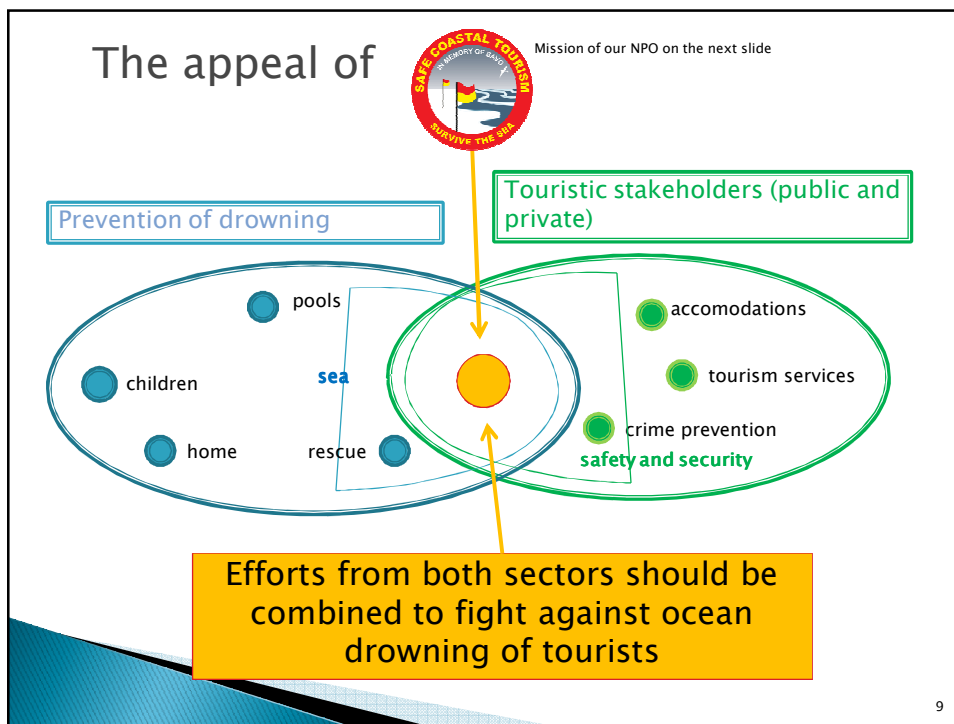 The appeal of
SAFE COASTAL TOURISM
IN MEMORY OF BAVO
SURVIVE THE SEA
Mission of our NPO on the next slide
Prevention of drowning
Touristic stakeholders (public and
private)
pools
children
sea
home
rescue
accomodations
tourism services
crime prevention
safety and security
Efforts from both sectors should be
combined to fight against ocean
drowning of tourists
9